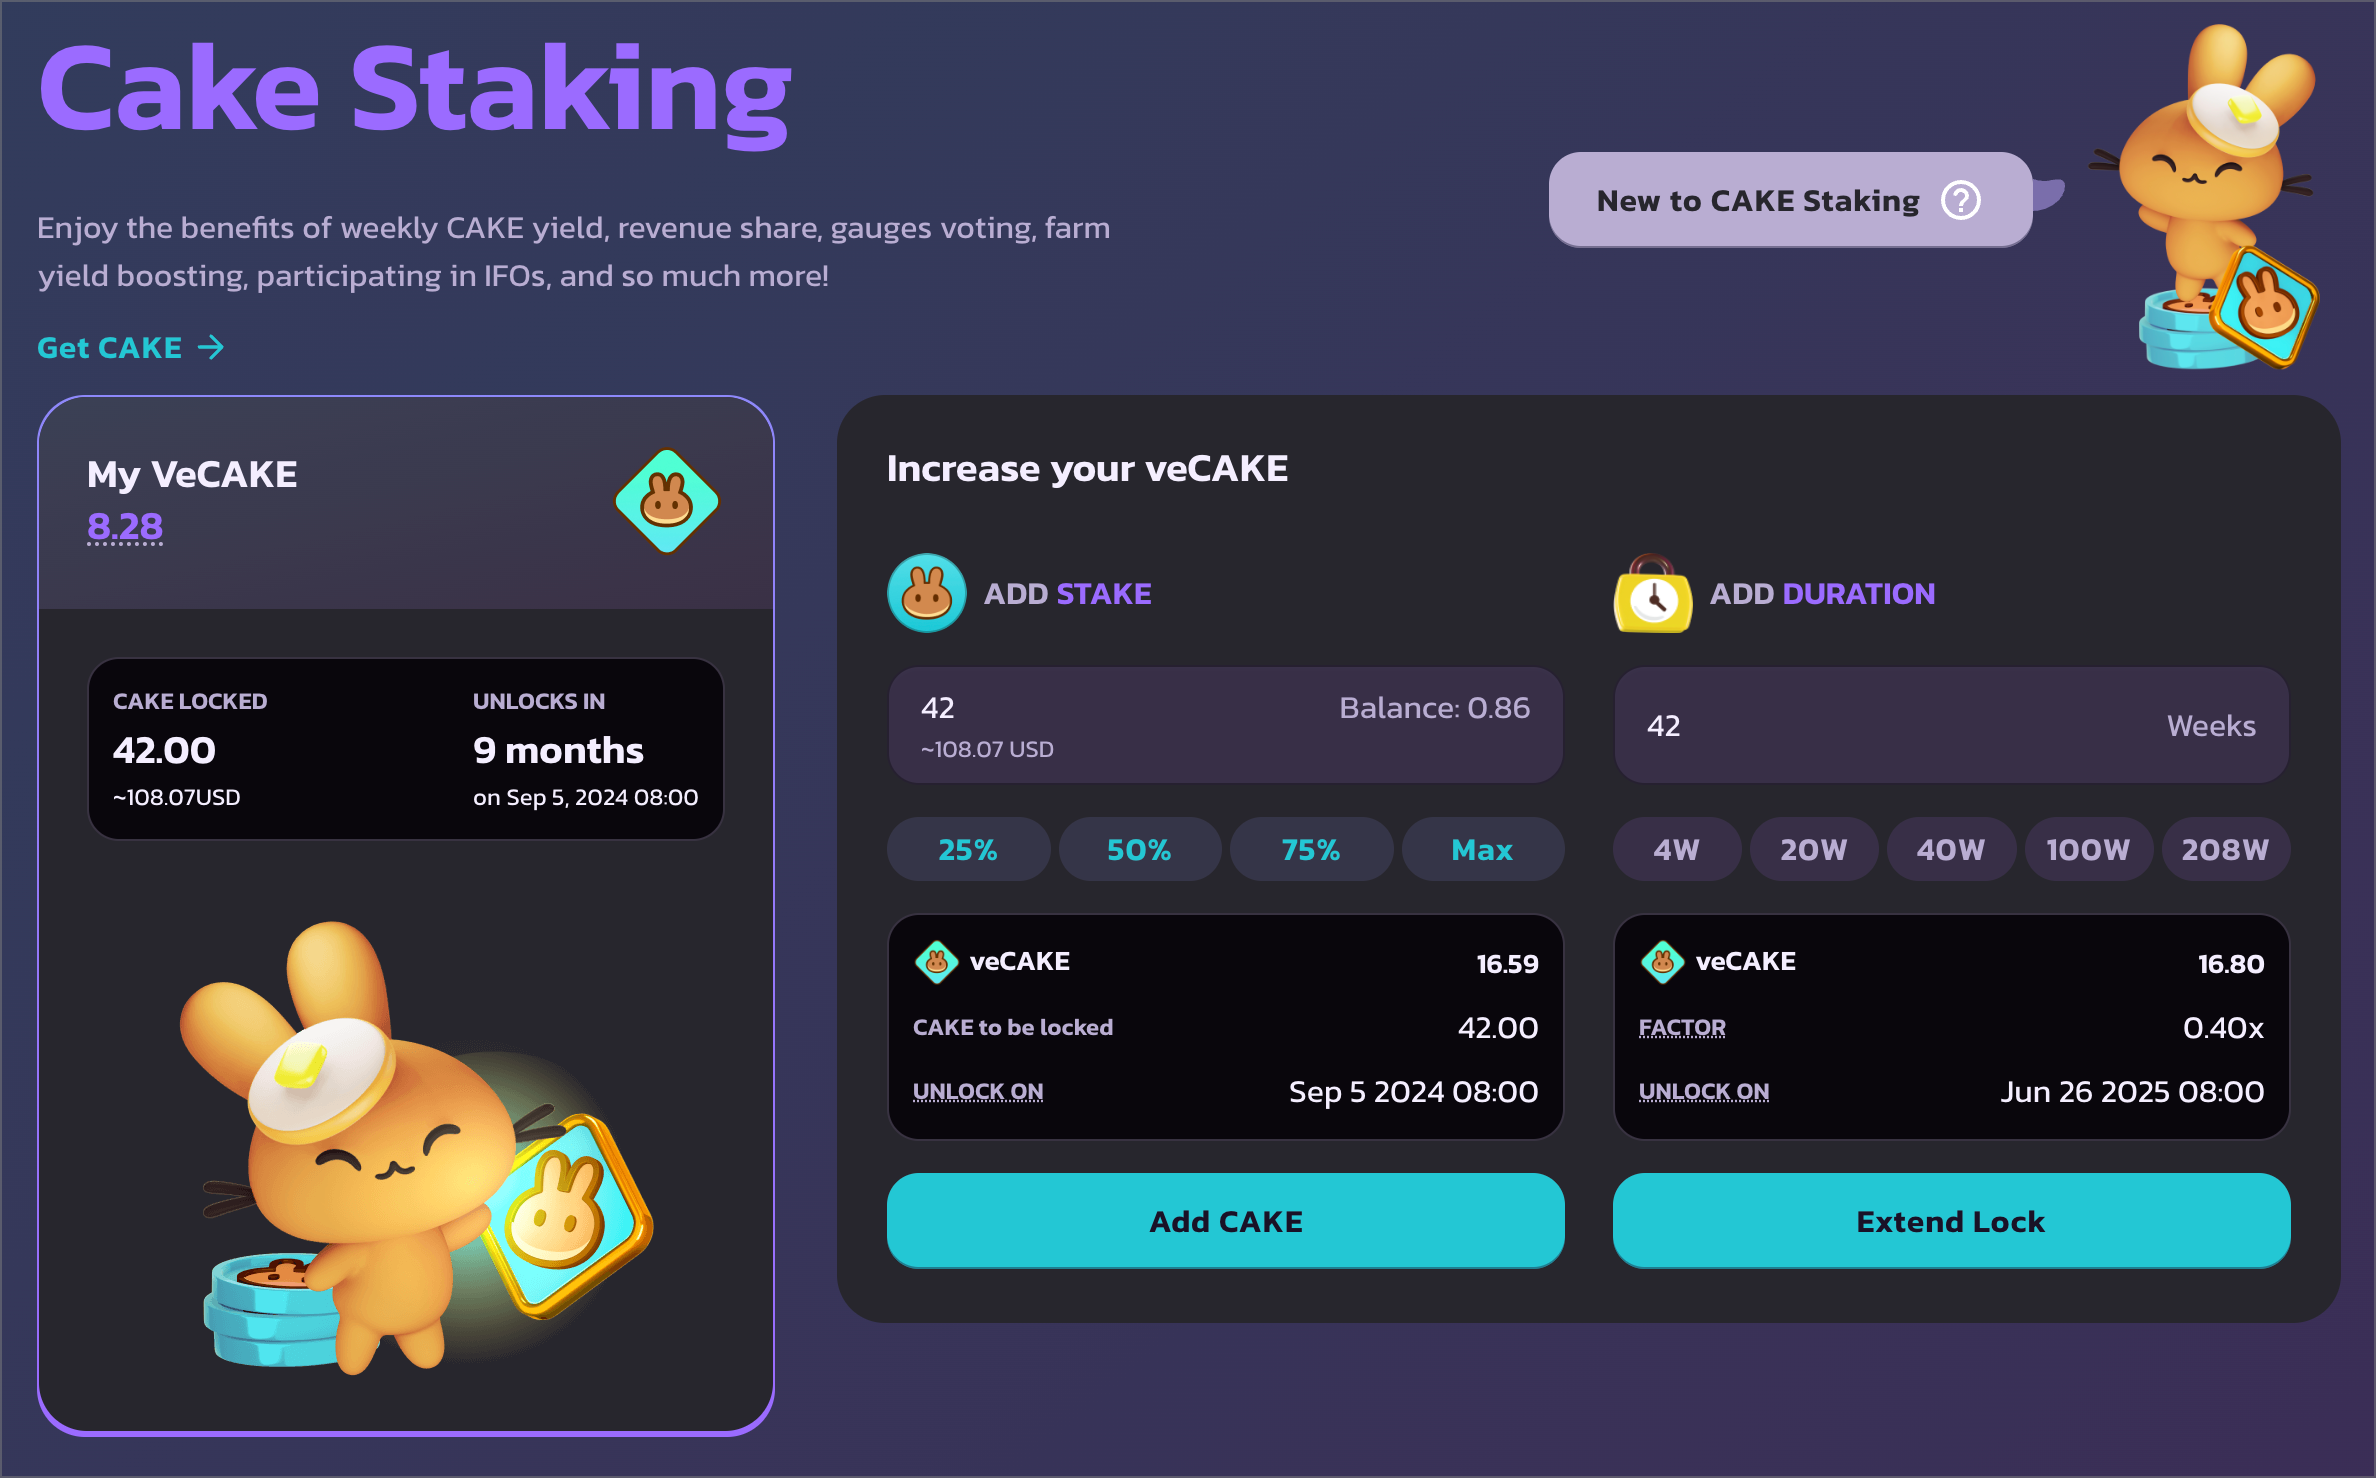 Cake Staking
Enjoy the benefits of weekly CAKE yield, revenue share, gauges voting, farm
yield boosting, participating in IFOs, and so much more!
Get CAKE →
New to CAKE Staking ?
My VeCAKE
8.28
CAKE LOCKED
42.00
~108.07USD
UNLOCKS IN
9 months
on Sep 5, 2024 08:00
Increase your veCAKE
ADD STAKE
42
Balance: 0.86
~108.07 USD
25% 50% 75% Max
veCAKE 16.59
CAKE to be locked 42.00
UNLOCK ON Sep 5 2024 08:00
Add CAKE
ADD DURATION
42 Weeks
4W 20W 40W 100W 208W
veCAKE 16.80
FACTOR 0.40x
UNLOCK ON Jun 26 2025 08:00
Extend Lock